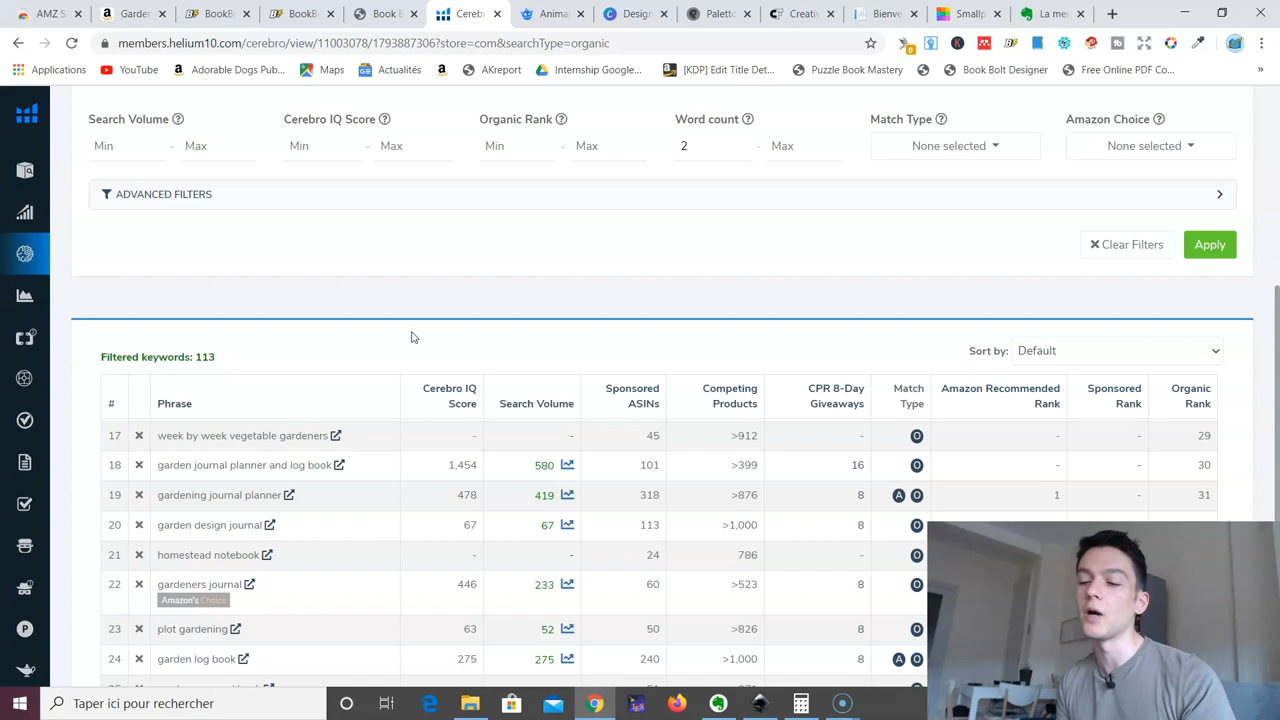 AMZ S
Garden
BookB
BookB
Book B
Cereb
Anima
Design
Paletto
Creativ
Bienve
Smallp
La me
members.helium10.com/cerebro/view/11003078/1793887306?store=com&searchType=organic
Applications
YouTube
Adorable Dogs Pub...
Maps
Actualités
AKreport
Internship Google...
[KDP] Edit Title Det...
Puzzle Book Mastery
Book Bolt Designer
Free Online PDF Co...
Search Volume
Cerebro IQ Score
Organic Rank
Word count
Match Type
Amazon Choice
Min - Max
Min - Max
Min - Max
2 - Max
None selected
None selected
ADVANCED FILTERS
Clear Filters
Apply
Filtered keywords: 113
Sort by: Default
# Phrase Cerebro IQ Score Search Volume Sponsored ASINs Competing Products CPR 8-Day Giveaways Match Type Amazon Recommended Rank Sponsored Rank Organic Rank
17 week by week vegetable gardeners - - 45 >912 - O - - 29
18 garden journal planner and log book 1,454 580 101 >399 16 O - - 30
19 gardening journal planner 478 419 318 >876 8 A O 1 - 31
20 garden design journal 67 67 113 >1,000 8 O
21 homestead notebook - - 24 786 - O
22 gardeners journal 446 233 60 >523 8 O
Amazon's Choice
23 plot gardening 63 52 50 >826 8 O
24 garden log book 275 275 240 >1,000 8 A O
Taper ici pour rechercher